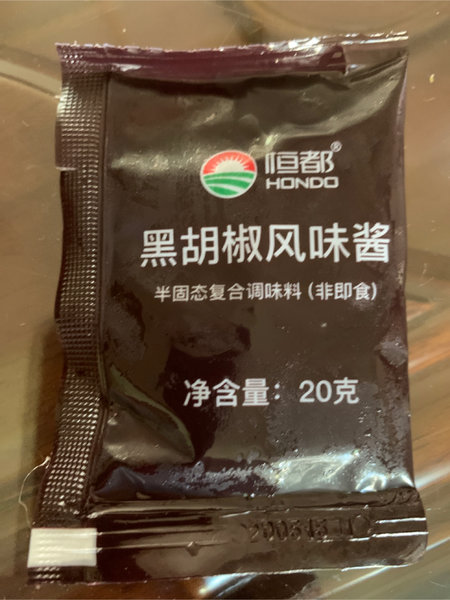 恒都®
HONDO
黑胡椒风味酱
半固态复合调味料(非即食)
净含量：20克